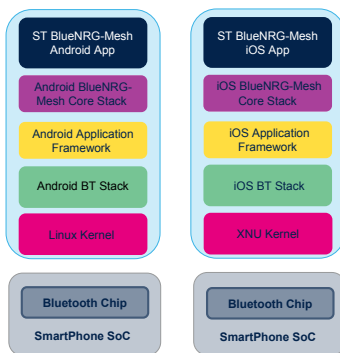 ST BlueNRG-Mesh
Android App
Android BlueNRG-
Mesh Core Stack
Android Application
Framework
Android BT Stack
Linux Kernel
Bluetooth Chip
SmartPhone SoC
ST BlueNRG-Mesh
iOS App
iOS BlueNRG-Mesh
Core Stack
iOS Application
Framework
iOS BT Stack
XNU Kernel
Bluetooth Chip
SmartPhone SoC